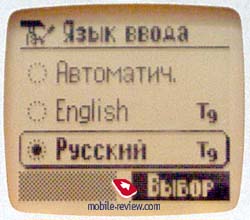 Язык ввода
Автоматич.
English T9
Русский T9
Выбор
mobile-review.com